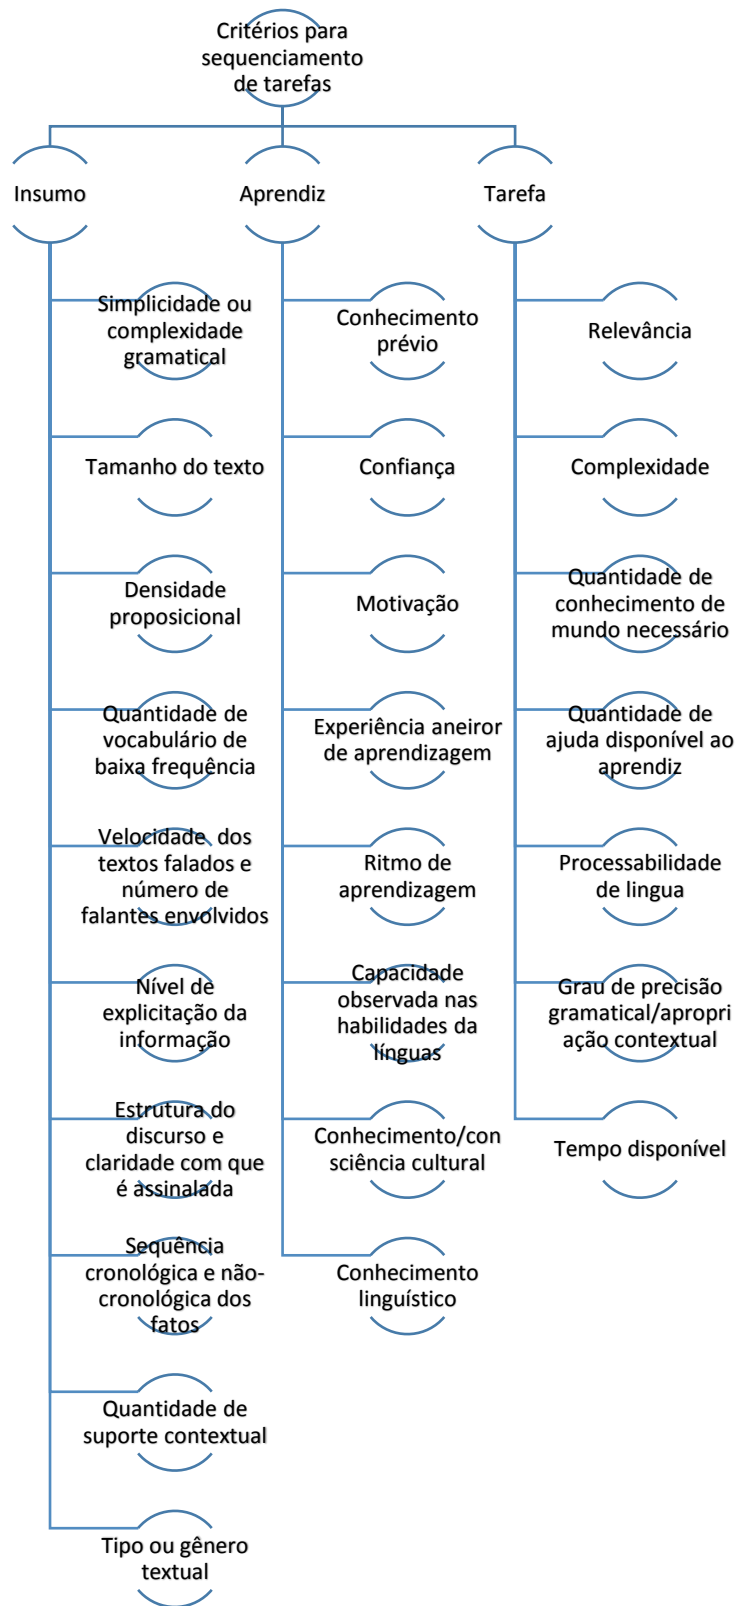 Critérios para
sequenciamento
de tarefas
Insumo
Aprendiz
Tarefa
Simplicidade ou
complexidade
gramatical
Tamanho do texto
Densidade
proposicional
Quantidade de
vocabulário de
baixa frequência
Velocidade dos
textos falados e
número de
falantes envolvidos
Nível de
explicitação da
informação
Estrutura do
discurso e
claridade com que
é assinalada
Sequência
cronológica e não-
cronológica dos
fatos
Quantidade de
suporte contextual
Tipo ou gênero
textual
Conhecimento
prévio
Confiança
Motivação
Experiência aneiror
de aprendizagem
Ritmo de
aprendizagem
Capacidade
observada nas
habilidades da
línguas
Conhecimento/con
sciência cultural
Conhecimento
linguístico
Relevância
Complexidade
Quantidade de
conhecimento de
mundo necessário
Quantidade de
ajuda disponível ao
aprendiz
Processabilidade
de lingua
Grau de precisão
gramatical/apropri
ação contextual
Tempo disponível